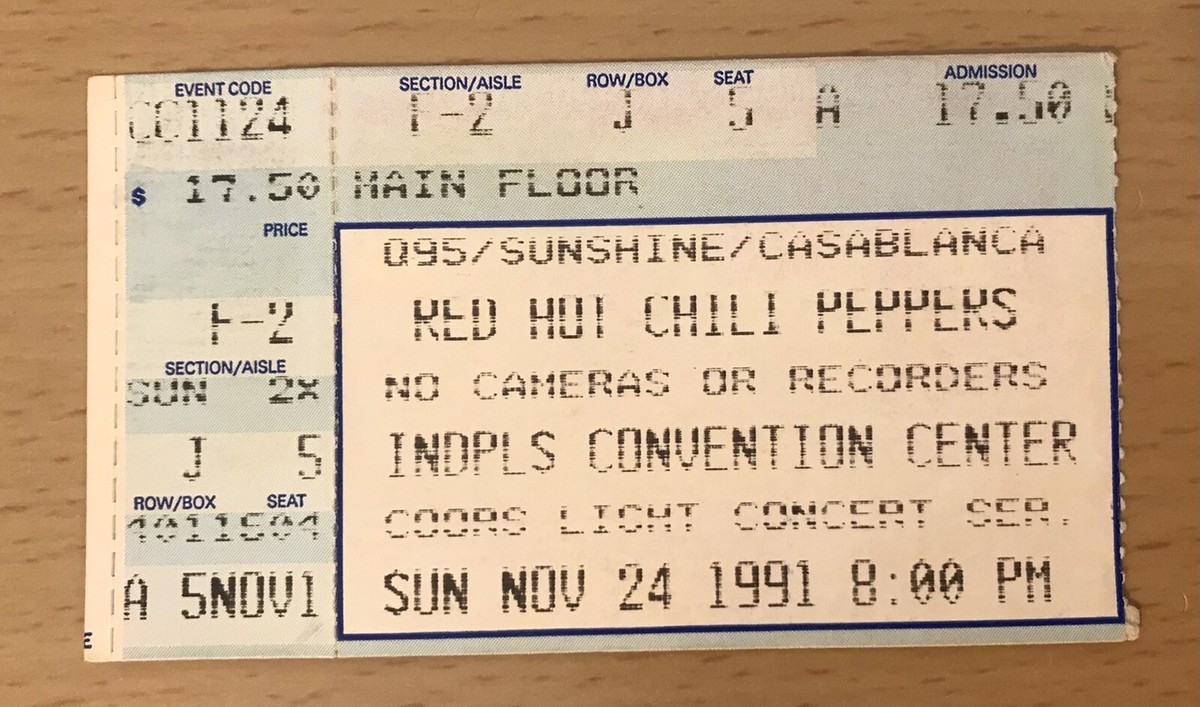 EVENT CODE SECTION/AISLE ROW/BOX SEAT ADMISSION
CC1124 F-2 J 5 A 17.50
$ 17.50 MAIN FLOOR
PRICE
Q95/SUNSHINE/CASABLANCA
F-2 RED HOT CHILI PEPPERS
SECTION/AISLE
SUN 2X NO CAMERAS OR RECORDERS
J 5 INDPLS CONVENTION CENTER
ROW/BOX SEAT
COORS LIGHT CONCERT SER.
A 5NOV1 SUN NOV 24 1991 8:00 PM
E